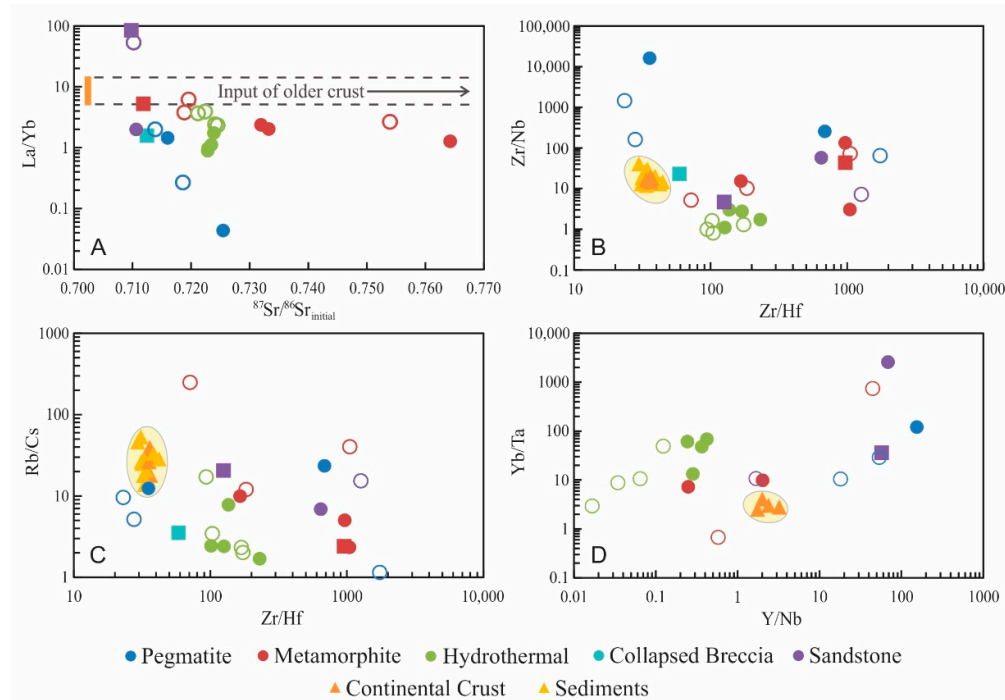 100
10
1
0.1
0.01
La/Yb
Input of older crust
A
0.700
0.710
0.720
0.730
0.740
0.750
0.760
0.770
87Sr/86Srinitial
10,000
1000
100
10
1
0.1
Zr/Nb
B
10
100
1000
10,000
Zr/Hf
1000
100
10
1
Rb/Cs
C
10
100
1000
10,000
Zr/Hf
10,000
1000
100
10
1
0.1
Yb/Ta
D
0.01
0.1
1
10
100
1000
Y/Nb
Pegmatite
Metamorphite
Hydrothermal
Collapsed Breccia
Sandstone
Continental Crust
Sediments